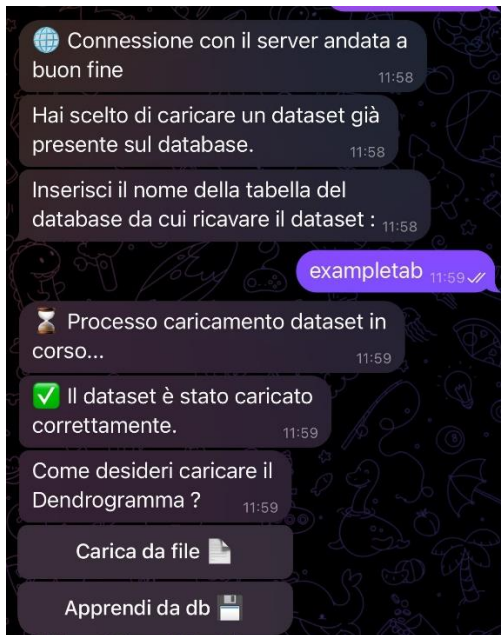 🌐 Connessione con il server andata a
buon fine
11:58
Hai scelto di caricare un dataset già
presente sul database.
11:58
Inserisci il nome della tabella del
database da cui ricavare il dataset :
11:58
exampletab
11:59
⏳ Processo caricamento dataset in
corso...
11:59
✅ Il dataset è stato caricato
correttamente.
11:59
Come desideri caricare il
Dendrogramma ?
11:59
Carica da file 📄
Apprendi da db 💾